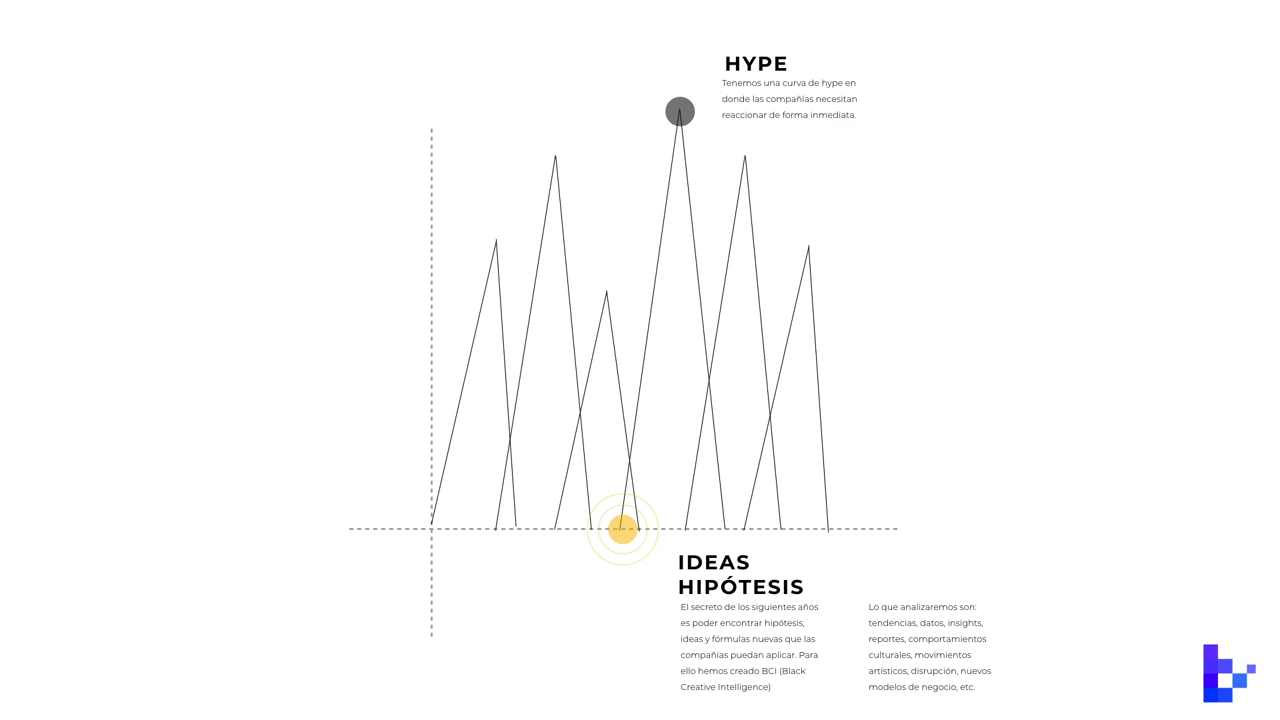 HYPE
Tenemos una curva de hype en
donde las compañías necesitan
reaccionar de forma inmediata.
IDEAS
HIPÓTESIS
El secreto de los siguientes años
es poder encontrar hipótesis,
ideas y fórmulas nuevas que las
compañías puedan aplicar. Para
ello hemos creado BCI (Black
Creative Intelligence)
Lo que analizaremos son:
tendencias, datos, insights,
reportes, comportamientos
culturales, movimientos
artísticos, disrupción, nuevos
modelos de negocio, etc.